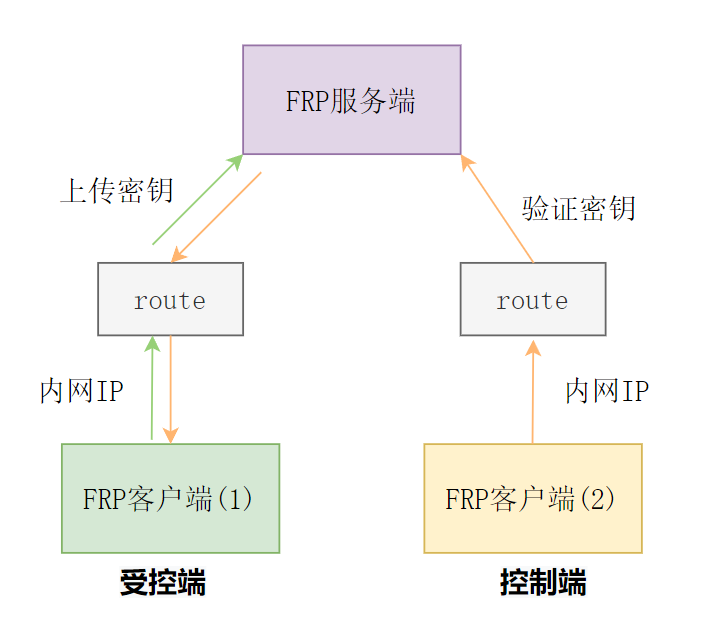 FRP服务端
上传密钥
验证密钥
route
route
内网IP
内网IP
FRP客户端(1)
FRP客户端(2)
受控端
控制端